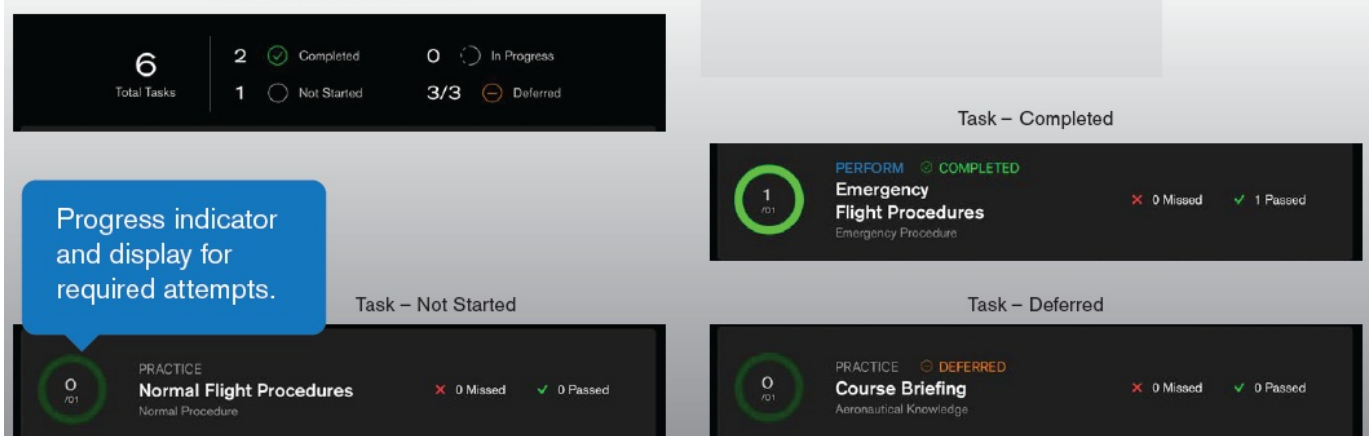 6
Total Tasks
2 Completed
0 In Progress
1 Not Started
3/3 Deferred
Task – Completed
1
/01
PERFORM COMPLETED
Emergency
Flight Procedures
Emergency Procedure
0 Missed
1 Passed
Progress indicator
and display for
required attempts.
Task – Not Started
0
/01
PRACTICE
Normal Flight Procedures
Normal Procedure
0 Missed
0 Passed
Task – Deferred
0
/01
PRACTICE DEFERRED
Course Briefing
Aeronautical Knowledge
0 Missed
0 Passed